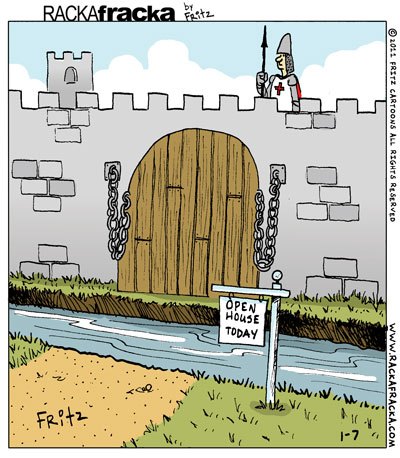 RACKAfracka by Fritz
© 2011 FRITZ CARTOONS ALL RIGHTS RESERVED
OPEN
HOUSE
TODAY
FRitZ
WWW.RACKAFRACKA.COM
1-7